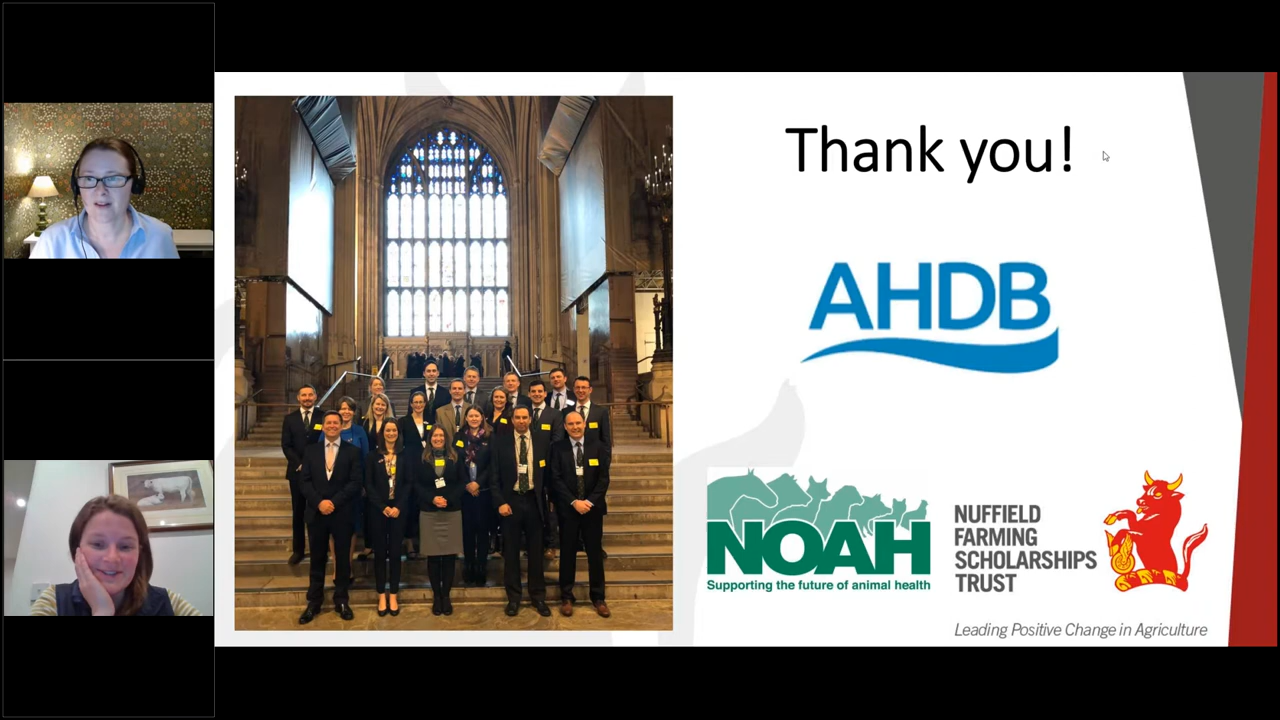 Thank you!
AHDB
NOAH
Supporting the future of animal health
NUFFIELD
FARMING
SCHOLARSHIPS
TRUST
Leading Positive Change in Agriculture